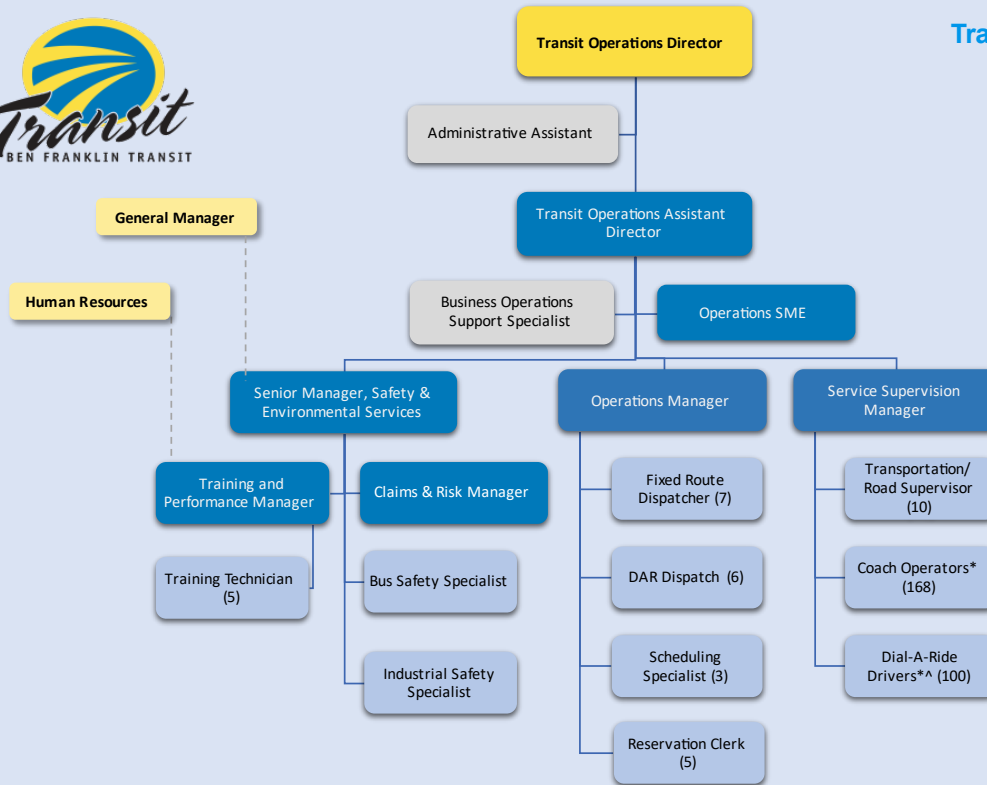 Transit
BEN FRANKLIN TRANSIT
Transit Operations Director
Administrative Assistant
Transit Operations Assistant
Director
General Manager
Human Resources
Business Operations
Support Specialist
Operations SME
Senior Manager, Safety &
Environmental Services
Operations Manager
Service Supervision
Manager
Training and
Performance Manager
Claims & Risk Manager
Training Technician
(5)
Bus Safety Specialist
Industrial Safety
Specialist
Fixed Route
Dispatcher (7)
DAR Dispatch (6)
Scheduling
Specialist (3)
Reservation Clerk
(5)
Transportation/
Road Supervisor
(10)
Coach Operators*
(168)
Dial-A-Ride
Drivers*^ (100)